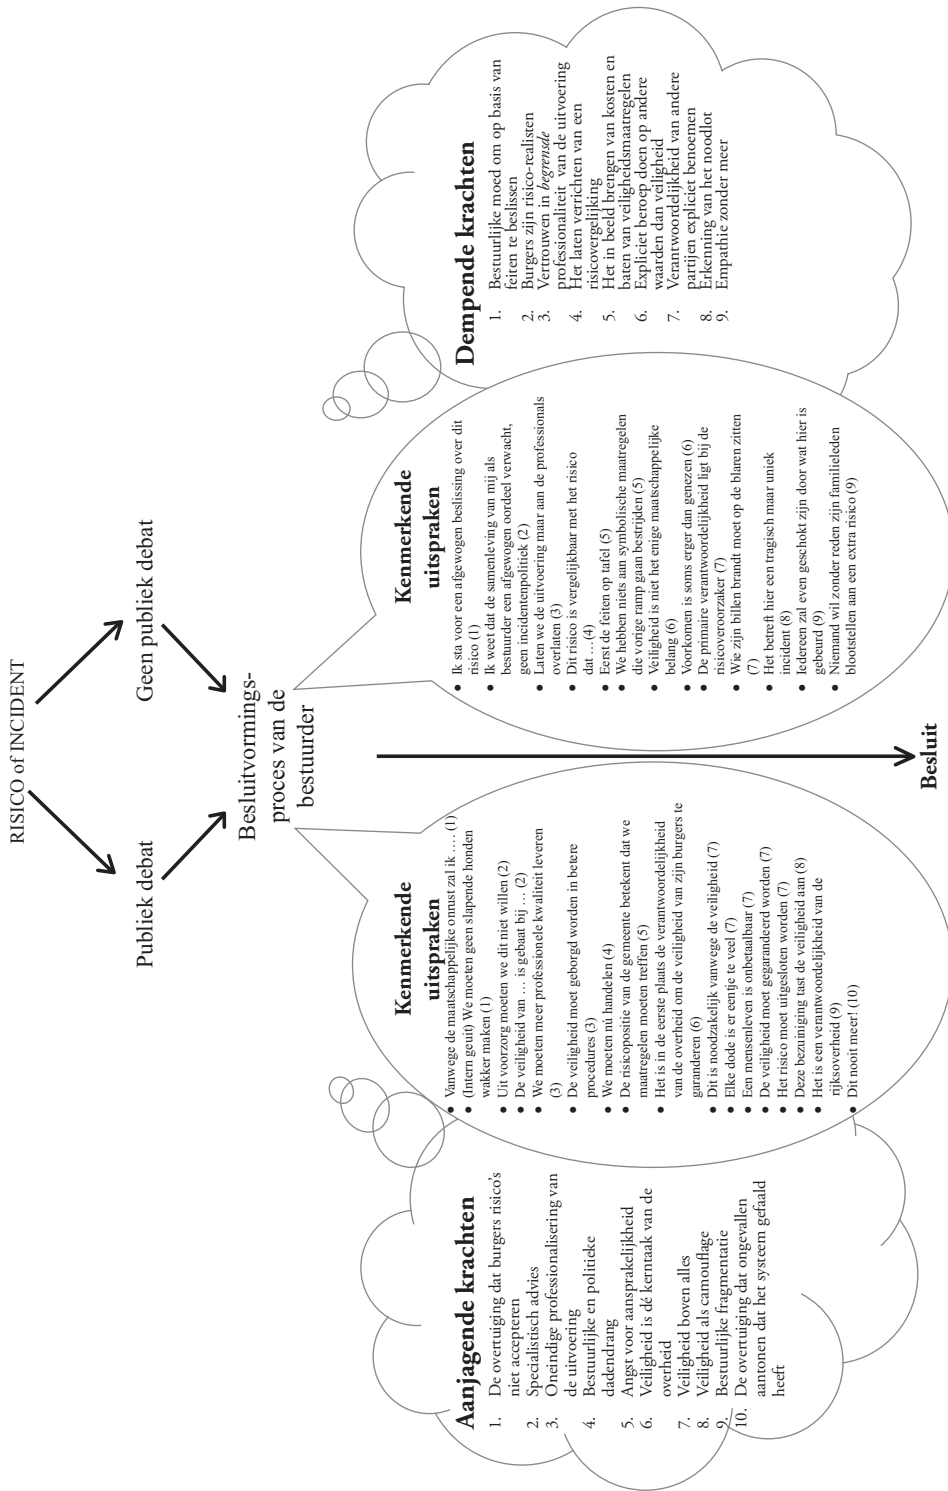 RISICO of INCIDENT
Publiek debat
Geen publiek debat
Besluitvormings-
proces van de
bestuurder
Aanjagende krachten
1. De overtuiging dat burgers risico's
niet accepteren
2. Specialistisch advies
3. Oneindige professionalisering van
de uitvoering
4. Bestuurlijke en politieke
dadendrang
5. Angst voor aansprakelijkheid
6. Veiligheid is dé kerntaak van de
overheid
7. Veiligheid boven alles
8. Veiligheid als camouflage
9. Bestuurlijke fragmentatie
10. De overtuiging dat ongevallen
aantonen dat het systeem gefaald
heeft
Kenmerkende
uitspraken
• Vanwege de maatschappelijke onrust zal ik …. (1)
• (Intern geuit) We moeten geen slapende honden
wakker maken (1)
• Uit voorzorg moeten we dit niet willen (2)
• De veiligheid van … is gebaat bij … (2)
• We moeten meer professionele kwaliteit leveren
(3)
• De veiligheid moet geborgd worden in betere
procedures (3)
• We moeten nú handelen (4)
• De risicopositie van de gemeente betekent dat we
maatregelen moeten treffen (5)
• Het is in de eerste plaats de verantwoordelijkheid
van de overheid om de veiligheid van zijn burgers te
garanderen (6)
• Dit is noodzakelijk vanwege de veiligheid (7)
• Elke dode is er eentje te veel (7)
• Een mensenleven is onbetaalbaar (7)
• De veiligheid moet gegarandeerd worden (7)
• Het risico moet uitgesloten worden (7)
• Deze bezuiniging tast de veiligheid aan (8)
• Het is een verantwoordelijkheid van de
rijksoverheid (9)
• Dit nooit meer! (10)
Kenmerkende
uitspraken
• Ik sta voor een afgewogen beslissing over dit
risico (1)
• Ik weet dat de samenleving van mij als
bestuurder een afgewogen oordeel verwacht,
geen incidentenpolitiek (2)
• Laten we de uitvoering maar aan de professionals
overlaten (3)
• Dit risico is vergelijkbaar met het risico
dat …(4)
• Eerst de feiten op tafel (5)
• We hebben niets aan symbolische maatregelen
die vorige ramp gaan bestrijden (5)
• Veiligheid is niet het enige maatschappelijke
belang (6)
• Voorkomen is soms erger dan genezen (6)
• De primaire verantwoordelijkheid ligt bij de
risicoveroorzaker (7)
• Wie zijn billen brandt moet op de blaren zitten
(7)
• Het betreft hier een tragisch maar uniek
incident (8)
• Iedereen zal even geschokt zijn door wat hier is
gebeurd (9)
• Niemand wil zonder reden zijn familieleden
blootstellen aan een extra risico (9)
Dempende krachten
1. Bestuurlijke moed om op basis van
feiten te beslissen
2. Burgers zijn risico-realisten
3. Vertrouwen in begrensde
professionaliteit van de uitvoering
4. Het laten verrichten van een
risicovergelijking
5. Het in beeld brengen van kosten en
baten van veiligheidsmaatregelen
6. Expliciet beroep doen op andere
waarden dan veiligheid
7. Verantwoordelijkheid van andere
partijen expliciet benoemen
8. Erkenning van het noodlot
9. Empathie zonder meer
Besluit